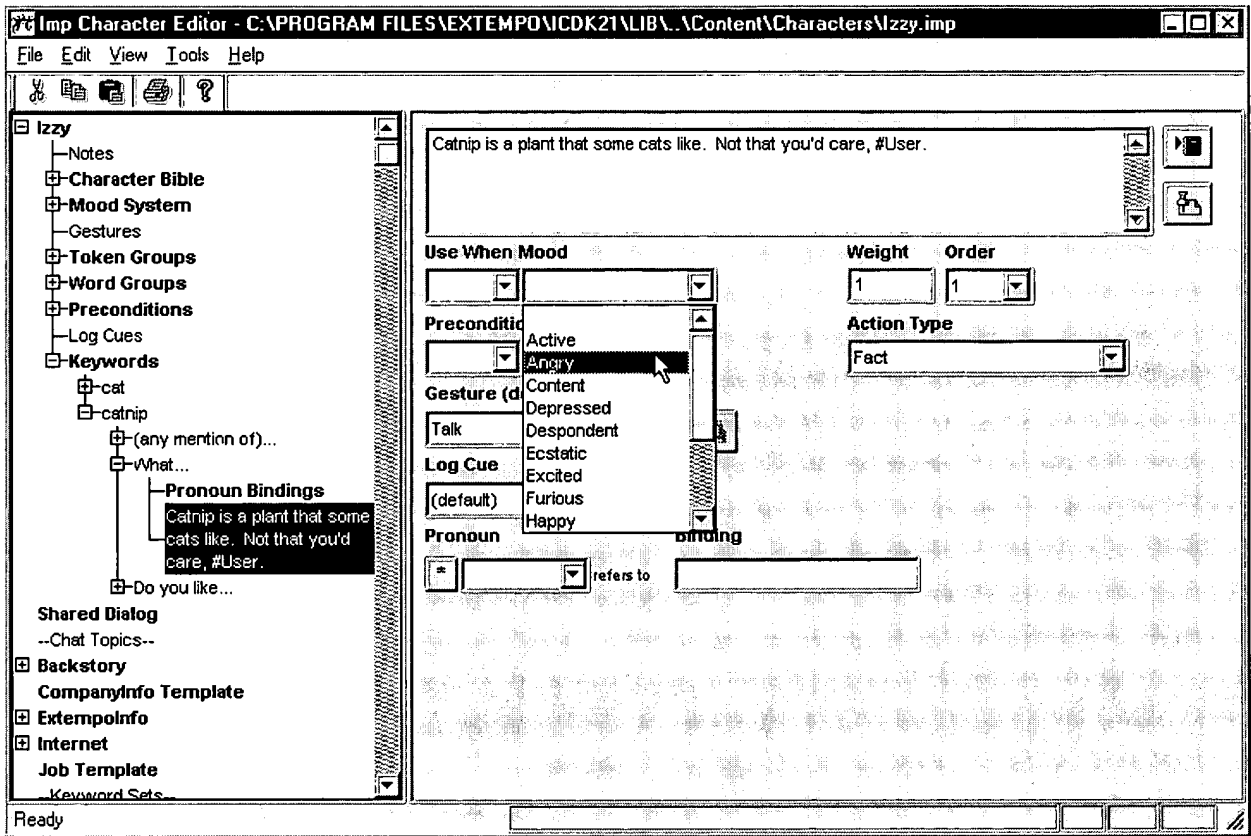 Imp Character Editor - C:\PROGRAM FILES\EXTEMPO\ICDK21\LIB\..\Content\Characters\Izzy.imp
File Edit View Tools Help
Izzy
Notes
Character Bible
Mood System
Gestures
Token Groups
Word Groups
Preconditions
Log Cues
Keywords
cat
catnip
(any mention of)...
What...
Pronoun Bindings
Catnip is a plant that some
cats like. Not that you'd
care, #User.
Do you like...
Shared Dialog
--Chat Topics--
Backstory
CompanyInfo Template
ExtempoInfo
Internet
Job Template
--Keyword Sets--
Catnip is a plant that some cats like. Not that you'd care, #User.
Use When Mood
Weight Order
1 1
Preconditio
Action Type
Fact
Active
Angry
Content
Depressed
Despondent
Ecstatic
Excited
Furious
Happy
Gesture (d
Talk
Log Cue
(default)
Pronoun Binding
* refers to
Ready